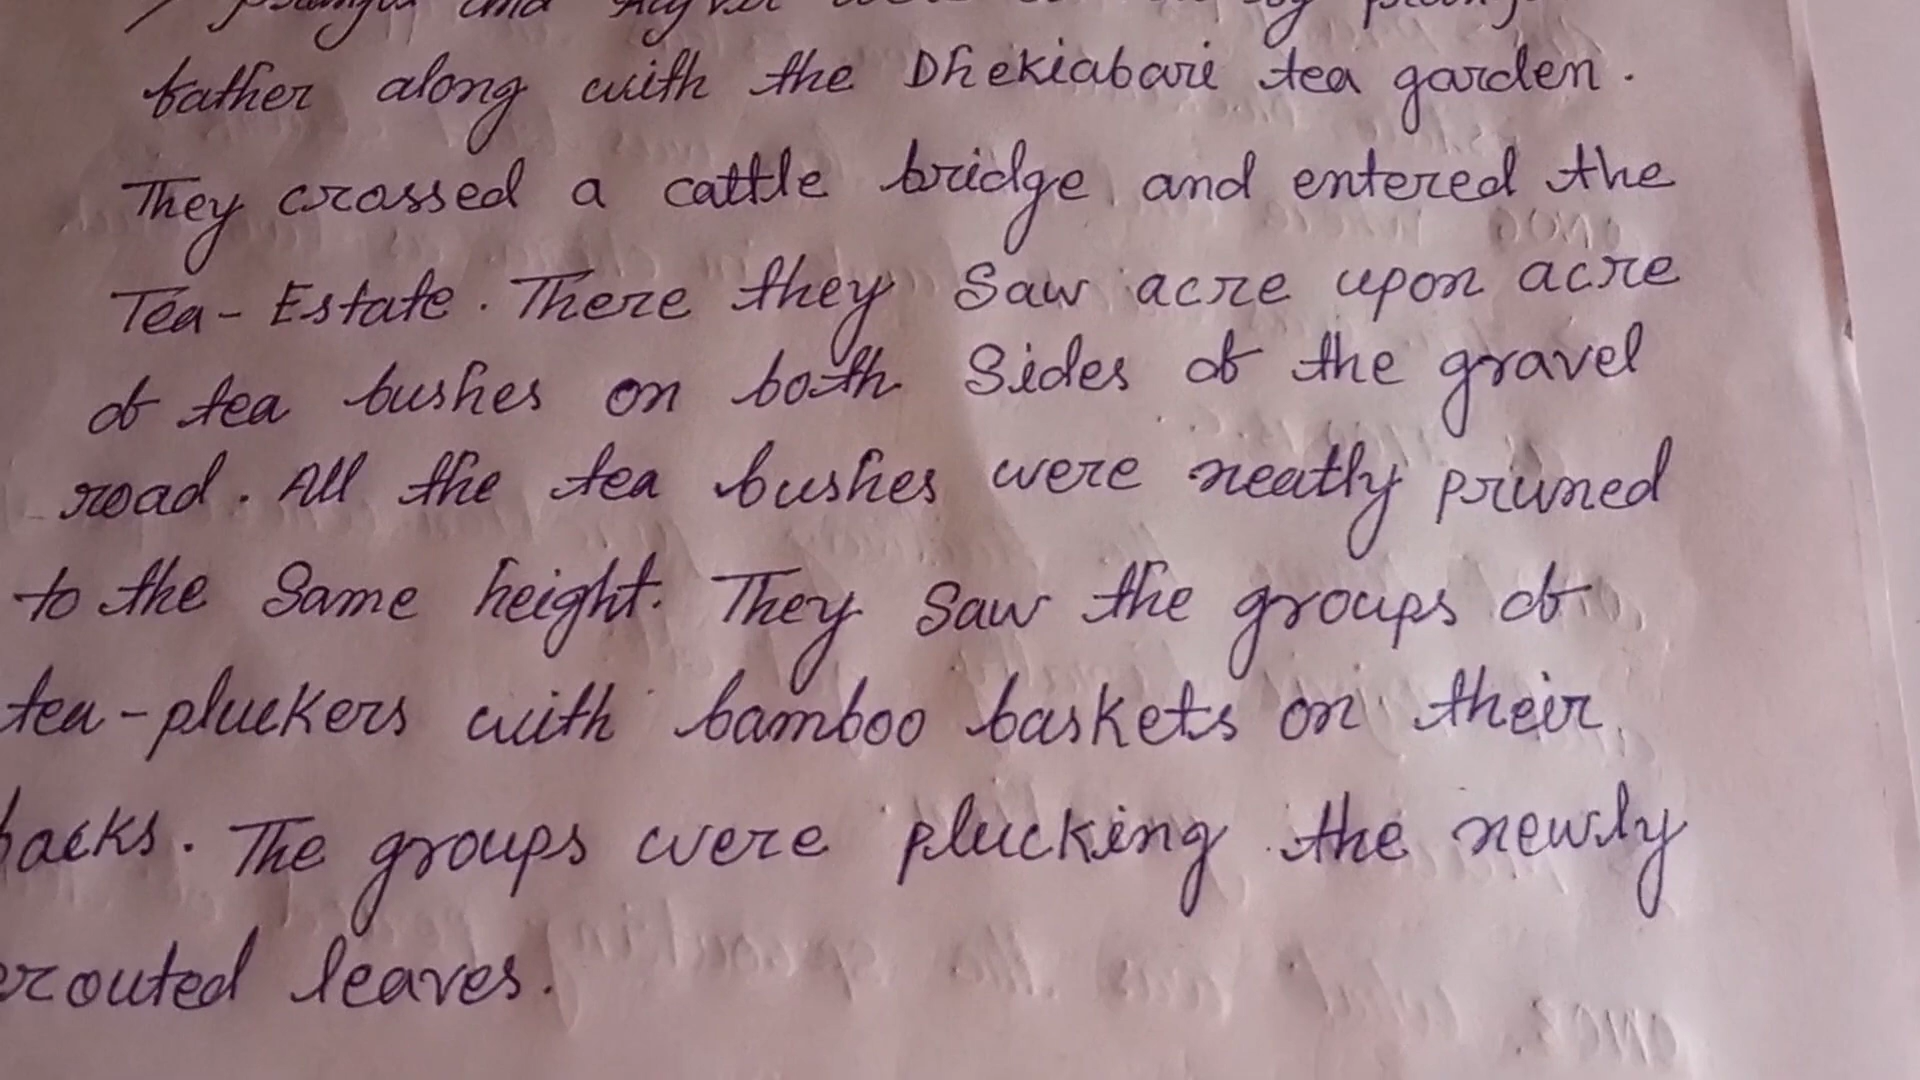 and
father along with the Dhekiabari tea garden.
They crossed a cattle bridge and entered the
Tea-Estate. There they Saw acre upon acre
of tea bushes on both Sides of the gravel
road. All the tea bushes were neatly pruned
to the Same height. They Saw the groups of
tea-pluckers with bamboo baskets on their
backs. The groups were plucking the newly
leaves.